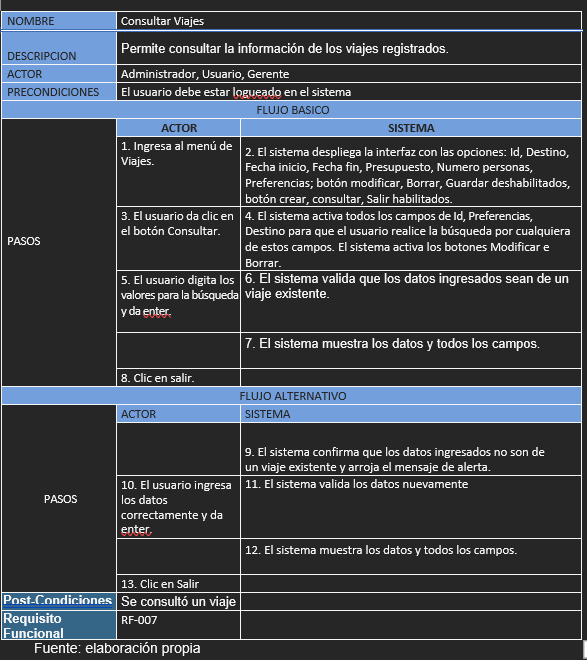 NOMBRE Consultar Viajes
DESCRIPCION Permite consultar la información de los viajes registrados.
ACTOR Administrador, Usuario, Gerente
PRECONDICIONES El usuario debe estar logueado en el sistema
FLUJO BASICO
ACTOR SISTEMA
PASOS
1. Ingresa al menú de
Viajes.
2. El sistema despliega la interfaz con las opciones: Id, Destino,
Fecha inicio, Fecha fin, Presupuesto, Numero personas,
Preferencias; botón modificar, Borrar, Guardar deshabilitados,
botón crear, consultar, Salir habilitados.
3. El usuario da clic en
el botón Consultar.
4. El sistema activa todos los campos de Id, Preferencias,
Destino para que el usuario realice la búsqueda por cualquiera
de estos campos. El sistema activa los botones Modificar e
Borrar.
5. El usuario digita los
valores para la búsqueda
y da enter.
6. El sistema valida que los datos ingresados sean de un
viaje existente.
7. El sistema muestra los datos y todos los campos.
8. Clic en salir.
FLUJO ALTERNATIVO
ACTOR SISTEMA
PASOS
9. El sistema confirma que los datos ingresados no son de
un viaje existente y arroja el mensaje de alerta.
10. El usuario ingresa
los datos
correctamente y da
enter.
11. El sistema valida los datos nuevamente
12. El sistema muestra los datos y todos los campos.
13. Clic en Salir
Post-Condiciones Se consultó un viaje
Requisito
Funcional
RF-007
Fuente: elaboración propia